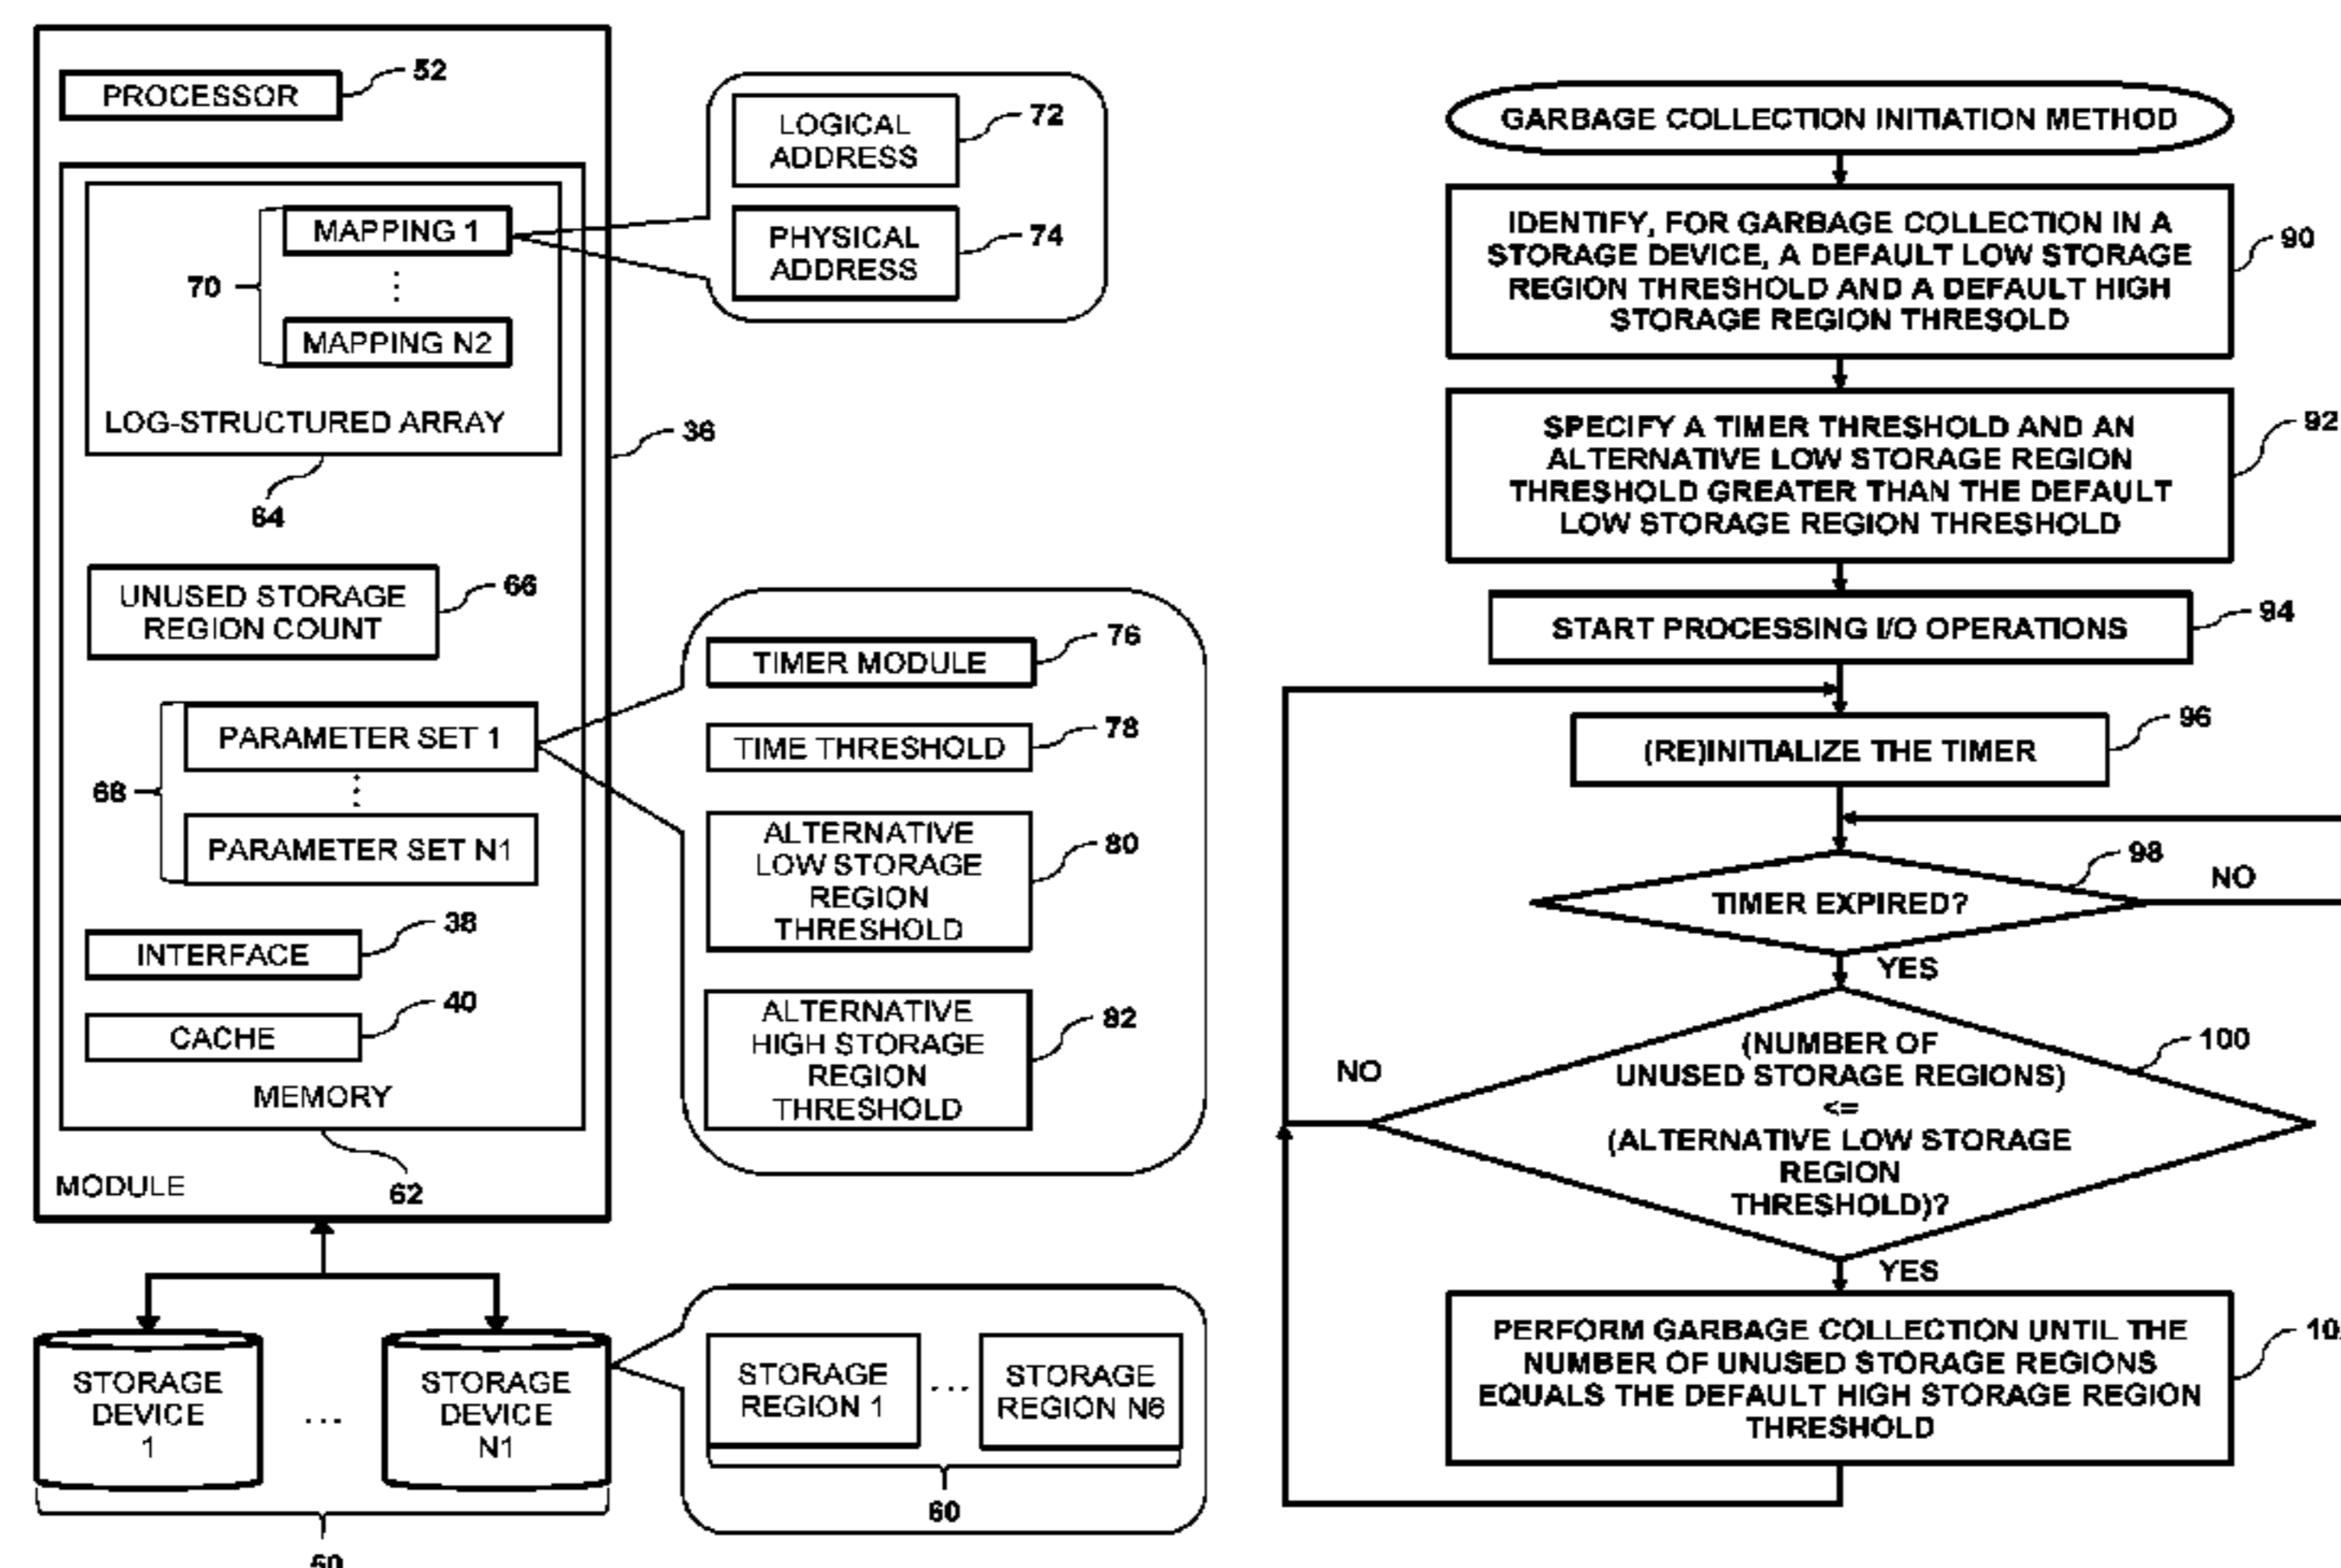 PROCESSOR
52
MAPPING 1
⋮
MAPPING N2
70
LOG-STRUCTURED ARRAY
64
36
LOGICAL
ADDRESS
72
PHYSICAL
ADDRESS
74
UNUSED STORAGE
REGION COUNT
66
PARAMETER SET 1
⋮
PARAMETER SET N1
68
INTERFACE
38
CACHE
40
MEMORY
62
MODULE
TIMER MODULE
76
TIME THRESHOLD
78
ALTERNATIVE
LOW STORAGE
REGION
THRESHOLD
80
ALTERNATIVE
HIGH STORAGE
REGION
THRESHOLD
82
STORAGE
DEVICE
1
...
STORAGE
DEVICE
N1
STORAGE
REGION 1
...
STORAGE
REGION N6
60
GARBAGE COLLECTION INITIATION METHOD
IDENTIFY, FOR GARBAGE COLLECTION IN A
STORAGE DEVICE, A DEFAULT LOW STORAGE
REGION THRESHOLD AND A DEFAULT HIGH
STORAGE REGION THRESOLD
90
SPECIFY A TIMER THRESHOLD AND AN
ALTERNATIVE LOW STORAGE REGION
THRESHOLD GREATER THAN THE DEFAULT
LOW STORAGE REGION THRESHOLD
92
START PROCESSING I/O OPERATIONS
94
(RE)INITIALIZE THE TIMER
96
TIMER EXPIRED?
98
NO
YES
(NUMBER OF
UNUSED STORAGE REGIONS)
<=
(ALTERNATIVE LOW STORAGE
REGION
THRESHOLD)?
100
NO
YES
PERFORM GARBAGE COLLECTION UNTIL THE
NUMBER OF UNUSED STORAGE REGIONS
EQUALS THE DEFAULT HIGH STORAGE REGION
THRESHOLD